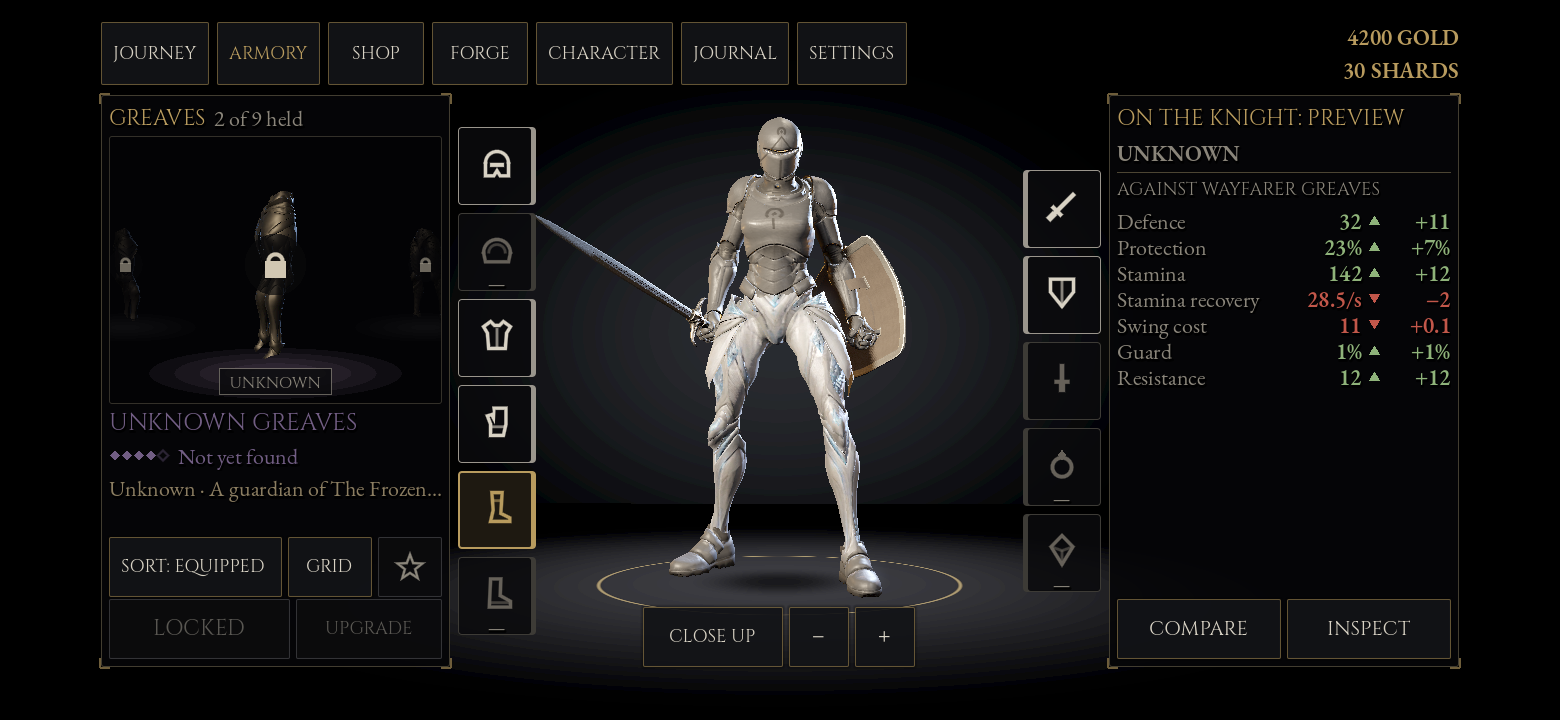 JOURNEY
ARMORY
SHOP
FORGE
CHARACTER
JOURNAL
SETTINGS
4200 GOLD
30 SHARDS
GREAVES 2 of 9 held
UNKNOWN
UNKNOWN GREAVES
Not yet found
Unknown · A guardian of The Frozen...
SORT: EQUIPPED
GRID
LOCKED
UPGRADE
CLOSE UP
−
+
ON THE KNIGHT: PREVIEW
UNKNOWN
AGAINST WAYFARER GREAVES
Defence 32 +11
Protection 23% +7%
Stamina 142 +12
Stamina recovery 28.5/s −2
Swing cost 11 +0.1
Guard 1% +1%
Resistance 12 +12
COMPARE
INSPECT